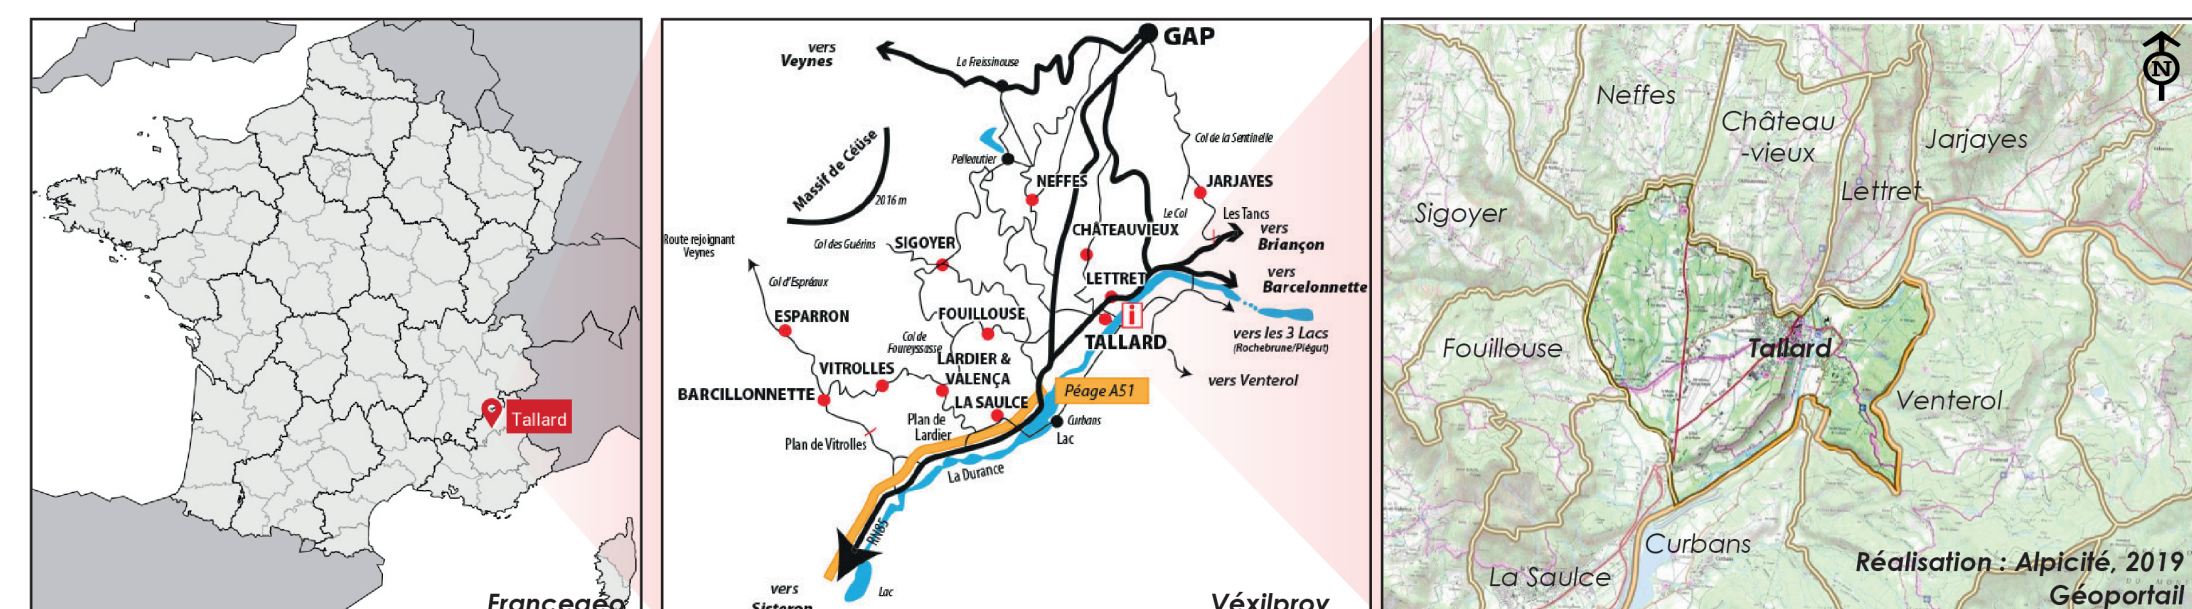 Tallard
Francegéo
GAP
vers
Veynes
La Freissinouse
Massif de Céüse
2016 m
Pelleautier
Col de la Sentinelle
NEFFES
JARJAYES
Le Col
Les Tancs
vers
Briançon
Route rejoignant
Veynes
Col des Guérins
SIGOYER
CHÂTEAUVIEUX
Col d'Espréaux
LETTRET
vers
Barcelonnette
ESPARRON
FOUILLOUSE
i
TALLARD
vers les 3 Lacs
(Rochebrune/Piégut)
Col de
Foureyssasse
LARDIER &
VALENÇA
VITROLLES
vers Venterol
BARCILLONNETTE
LA SAULCE
Péage A51
Plan de
Lardier
Curbans
Lac
Plan de Vitrolles
La Durance
RN85
vers
Sisteron
Lac
Véxilprov
N
Neffes
Château
-vieux
Jarjayes
Lettret
Sigoyer
Fouillouse
Tallard
Venterol
Curbans
La Saulce
Réalisation : Alpicité, 2019
Géoportail